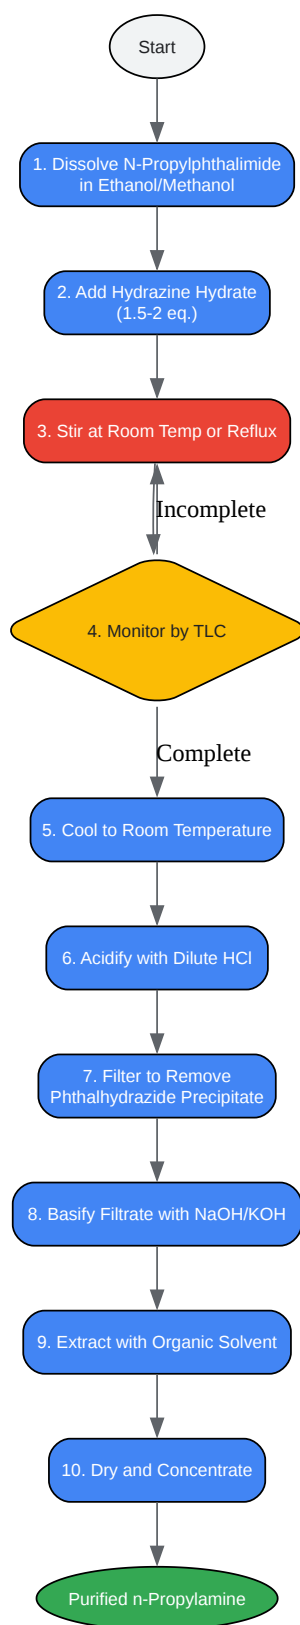 Start
1. Dissolve N-Propylphthalimide
in Ethanol/Methanol
2. Add Hydrazine Hydrate
(1.5-2 eq.)
3. Stir at Room Temp or Reflux
Incomplete
4. Monitor by TLC
Complete
5. Cool to Room Temperature
6. Acidify with Dilute HCl
7. Filter to Remove
Phthalhydrazide Precipitate
8. Basify Filtrate with NaOH/KOH
9. Extract with Organic Solvent
10. Dry and Concentrate
Purified n-Propylamine